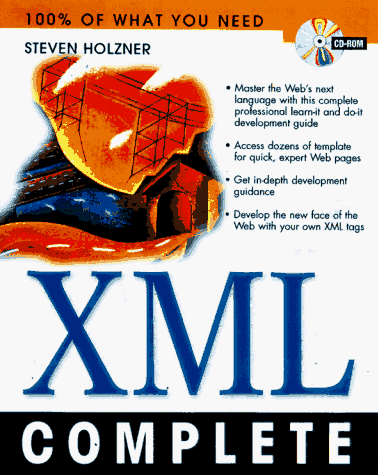 100% OF WHAT YOU NEED
STEVEN HOLZNER
CD-ROM
• Master the Web's next
language with this complete
professional learn-it and do-it
development guide
• Access dozens of template
for quick, expert Web pages
• Get in-depth development
guidance
• Develop the new face of the
Web with your own XML tags
XML
COMPLETE